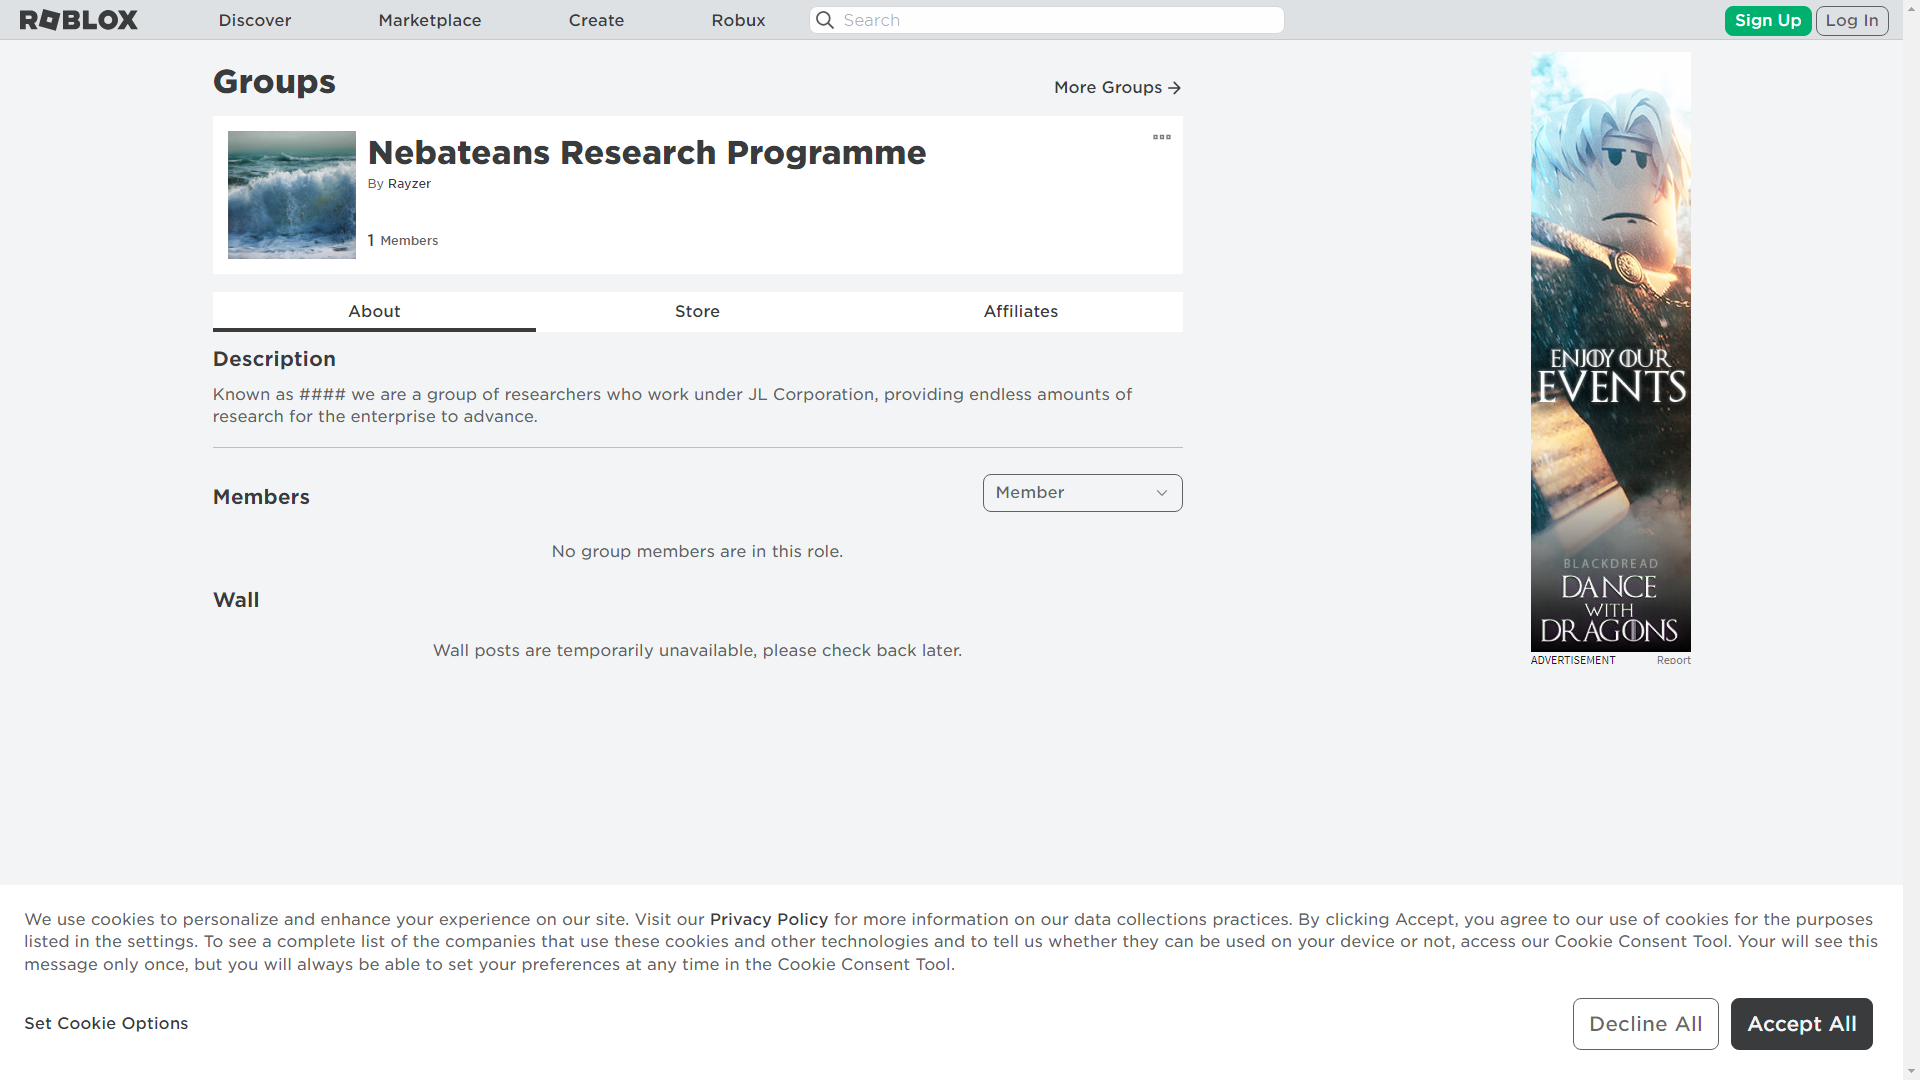 ROBLOX
Discover
Marketplace
Create
Robux
Search
Sign Up
Log In
Groups
More Groups
Nebateans Research Programme
By Rayzer
1 Members
About
Store
Affiliates
Description
Known as #### we are a group of researchers who work under JL Corporation, providing endless amounts of
research for the enterprise to advance.
Members
Member
No group members are in this role.
Wall
Wall posts are temporarily unavailable, please check back later.
ENJOY OUR
EVENTS
BLACKDREAD
DANCE
WITH
DRAGONS
ADVERTISEMENT
Report
We use cookies to personalize and enhance your experience on our site. Visit our Privacy Policy for more information on our data collections practices. By clicking Accept, you agree to our use of cookies for the purposes
listed in the settings. To see a complete list of the companies that use these cookies and other technologies and to tell us whether they can be used on your device or not, access our Cookie Consent Tool. Your will see this
message only once, but you will always be able to set your preferences at any time in the Cookie Consent Tool.
Set Cookie Options
Decline All
Accept All